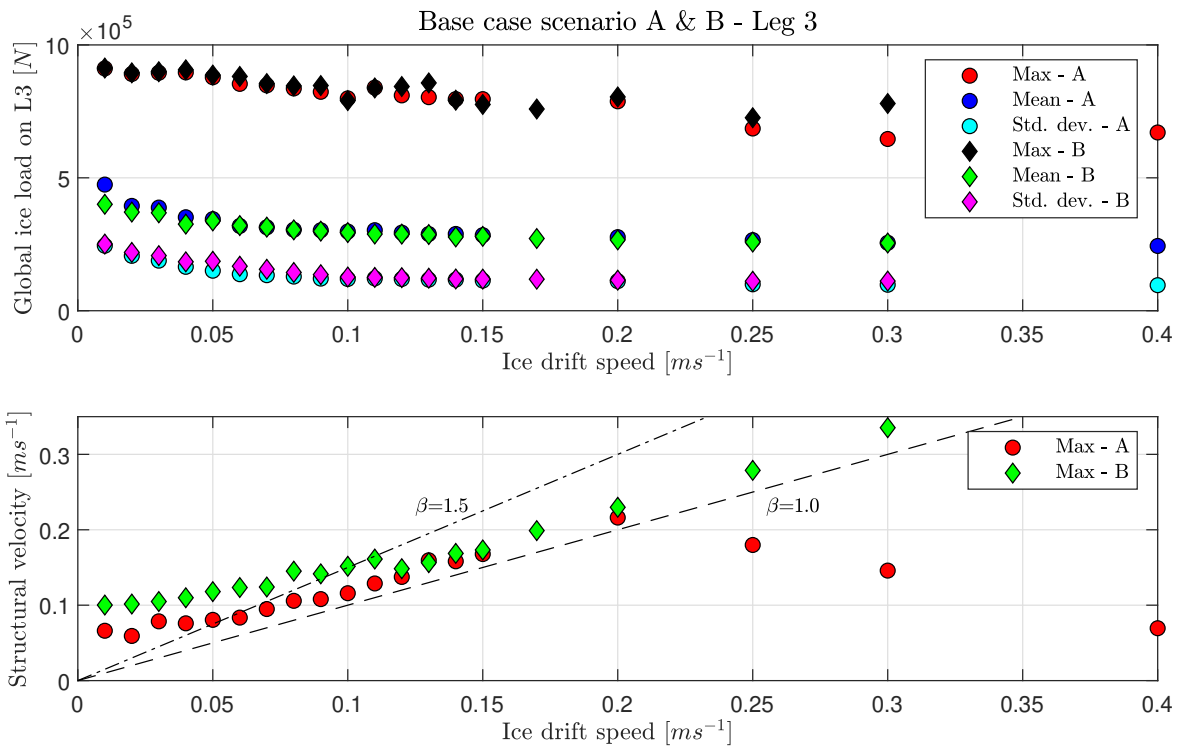 Base case scenario A & B - Leg 3
×10⁵
Global ice load on L3 [N]
10
5
0
Max - A
Mean - A
Std. dev. - A
Max - B
Mean - B
Std. dev. - B
0 0.05 0.1 0.15 0.2 0.25 0.3 0.35 0.4
Ice drift speed [ms⁻¹]
Structural velocity [ms⁻¹]
0.3
0.2
0.1
0
β=1.5
β=1.0
Max - A
Max - B
0 0.05 0.1 0.15 0.2 0.25 0.3 0.35 0.4
Ice drift speed [ms⁻¹]